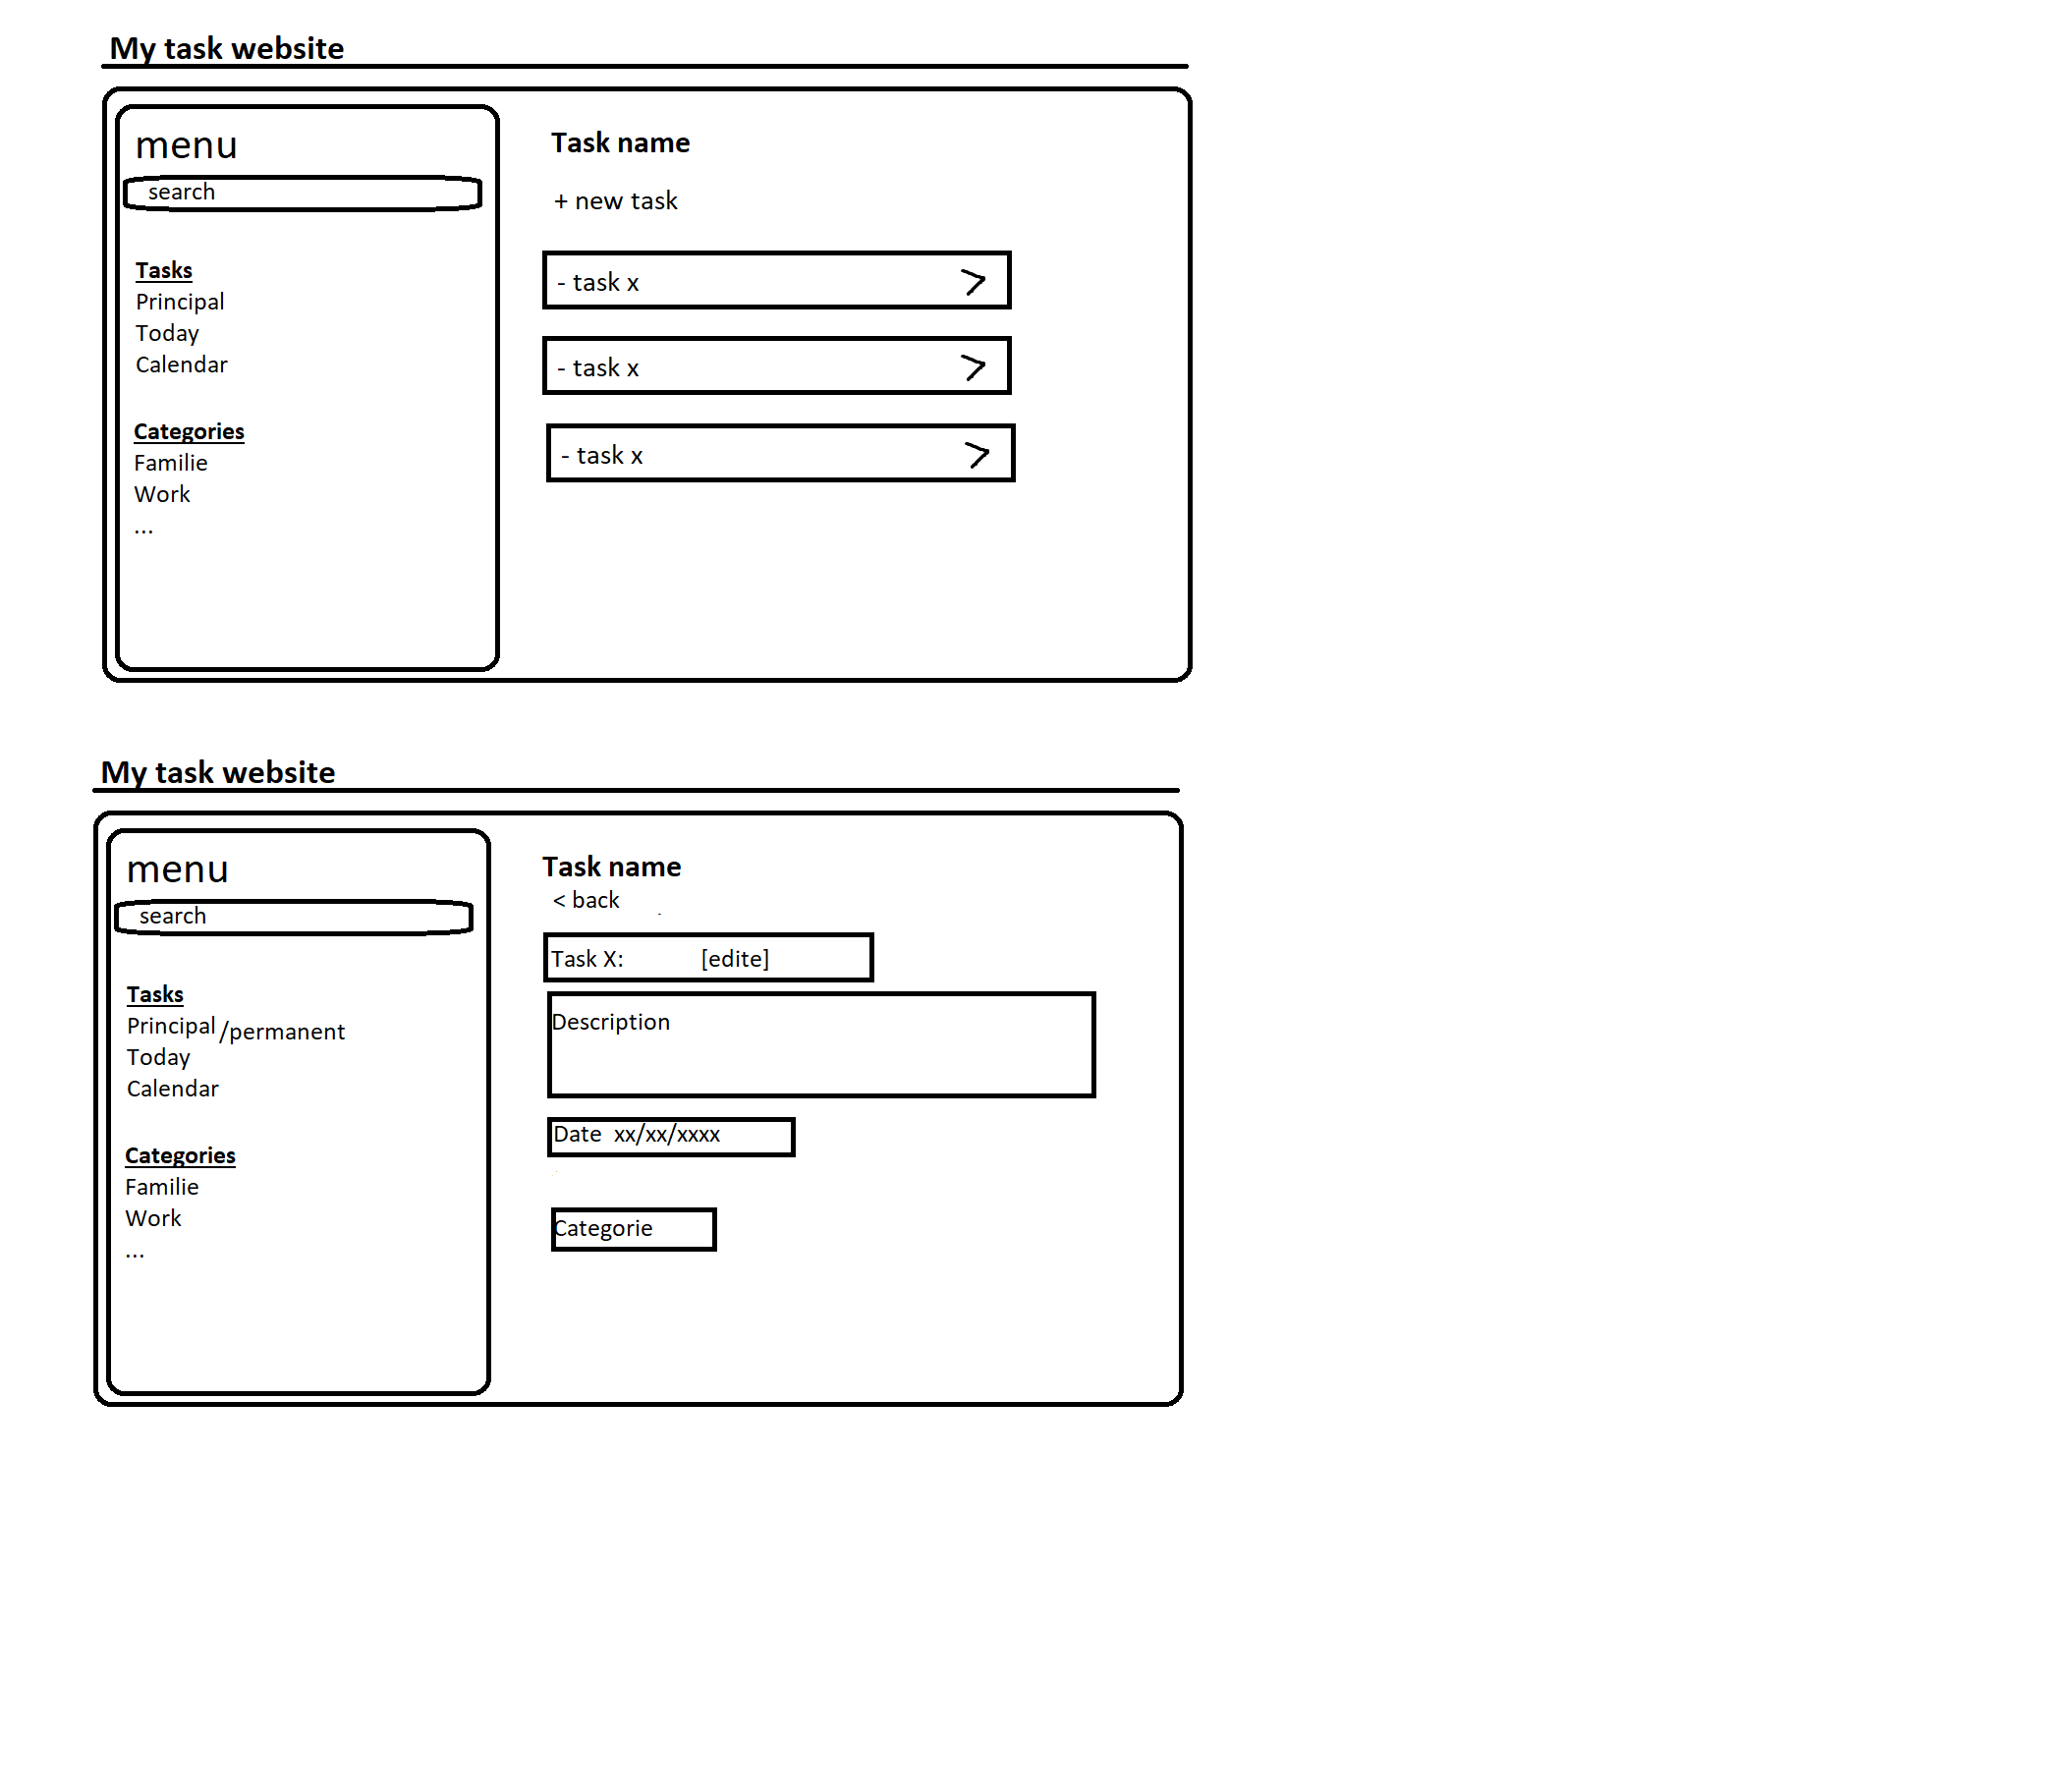 My task website
menu
search
Tasks
Principal
Today
Calendar
Categories
Familie
Work
...
Task name
+ new task
- task x >
- task x >
- task x >
My task website
menu
search
Tasks
Principal/permanent
Today
Calendar
Categories
Familie
Work
...
Task name
< back
Task X: [edite]
Description
Date xx/xx/xxxx
Categorie